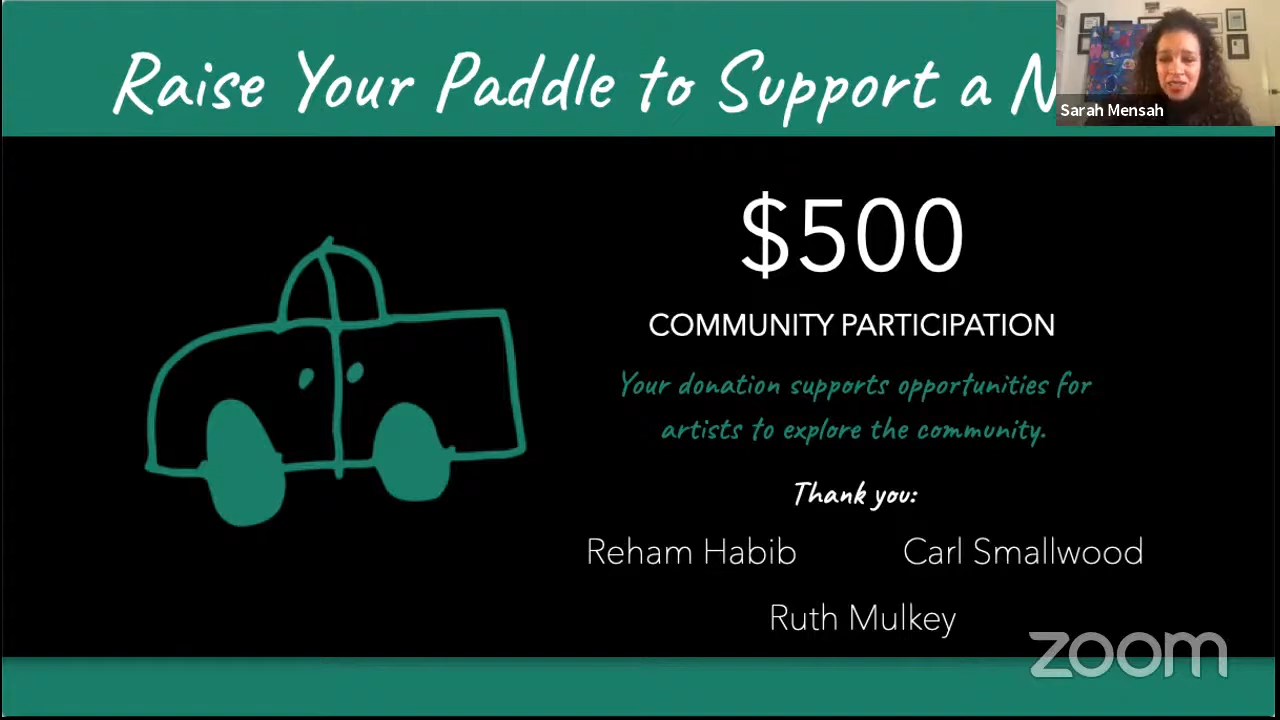 Raise Your Paddle to Support a
Sarah Mensah
$500
COMMUNITY PARTICIPATION
Your donation supports opportunities for
artists to explore the community.
Thank you:
Reham Habib Carl Smallwood
Ruth Mulkey
zoom